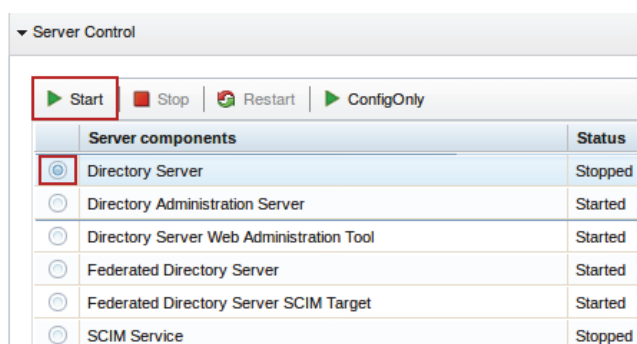 Server Control
Start Stop Restart ConfigOnly
Server components Status
Directory Server Stopped
Directory Administration Server Started
Directory Server Web Administration Tool Started
Federated Directory Server Started
Federated Directory Server SCIM Target Started
SCIM Service Stopped